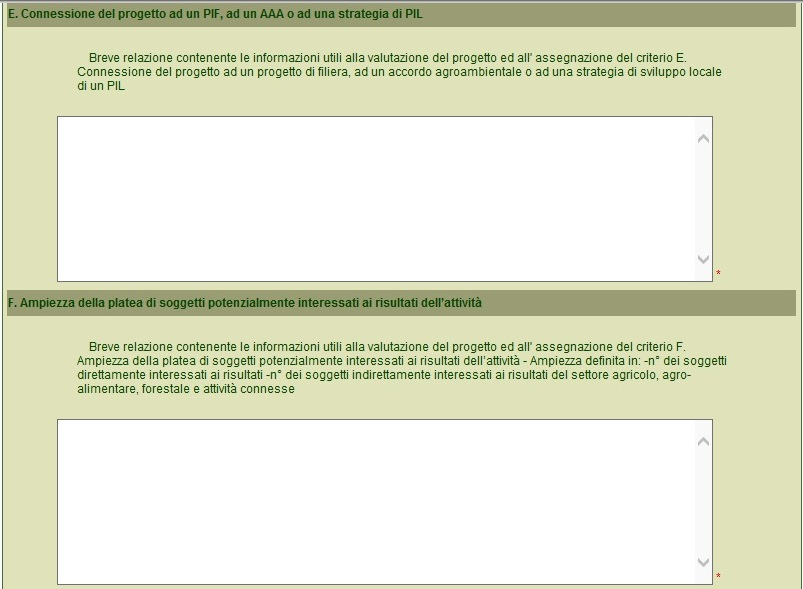 E. Connessione del progetto ad un PIF, ad un AAA o ad una strategia di PIL
Breve relazione contenente le informazioni utili alla valutazione del progetto ed all' assegnazione del criterio E.
Connessione del progetto ad un progetto di filiera, ad un accordo agroambientale o ad una strategia di sviluppo locale
di un PIL
*
F. Ampiezza della platea di soggetti potenzialmente interessati ai risultati dell'attività
Breve relazione contenente le informazioni utili alla valutazione del progetto ed all' assegnazione del criterio F.
Ampiezza della platea di soggetti potenzialmente interessati ai risultati dell'attività - Ampiezza definita in: -n° dei soggetti
direttamente interessati ai risultati -n° dei soggetti indirettamente interessati ai risultati del settore agricolo, agro-
alimentare, forestale e attività connesse
*